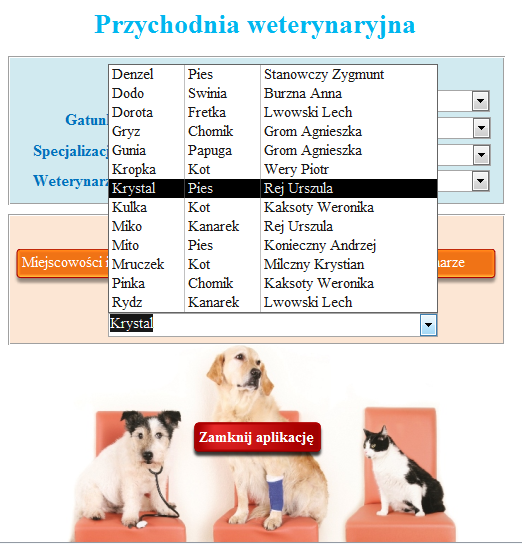 Przychodnia weterynaryjna
Denzel Pies Stanowczy Zygmunt
Dodo Swinia Burzna Anna
Gatunk Dorota Fretka Lwowski Lech
Gryz Chomik Grom Agnieszka
Specjalizacj Gunia Papuga Grom Agnieszka
Kropka Kot Wery Piotr
Weterynarz Krystal Pies Rej Urszula
Kulka Kot Kaksoty Weronika
Miko Kanarek Rej Urszula
Mito Pies Konieczny Andrzej
Miejscowości i Mruczek Kot Milczny Krystian narze
Pinka Chomik Kaksoty Weronika
Rydz Kanarek Lwowski Lech
Krystal
Zamknij aplikację